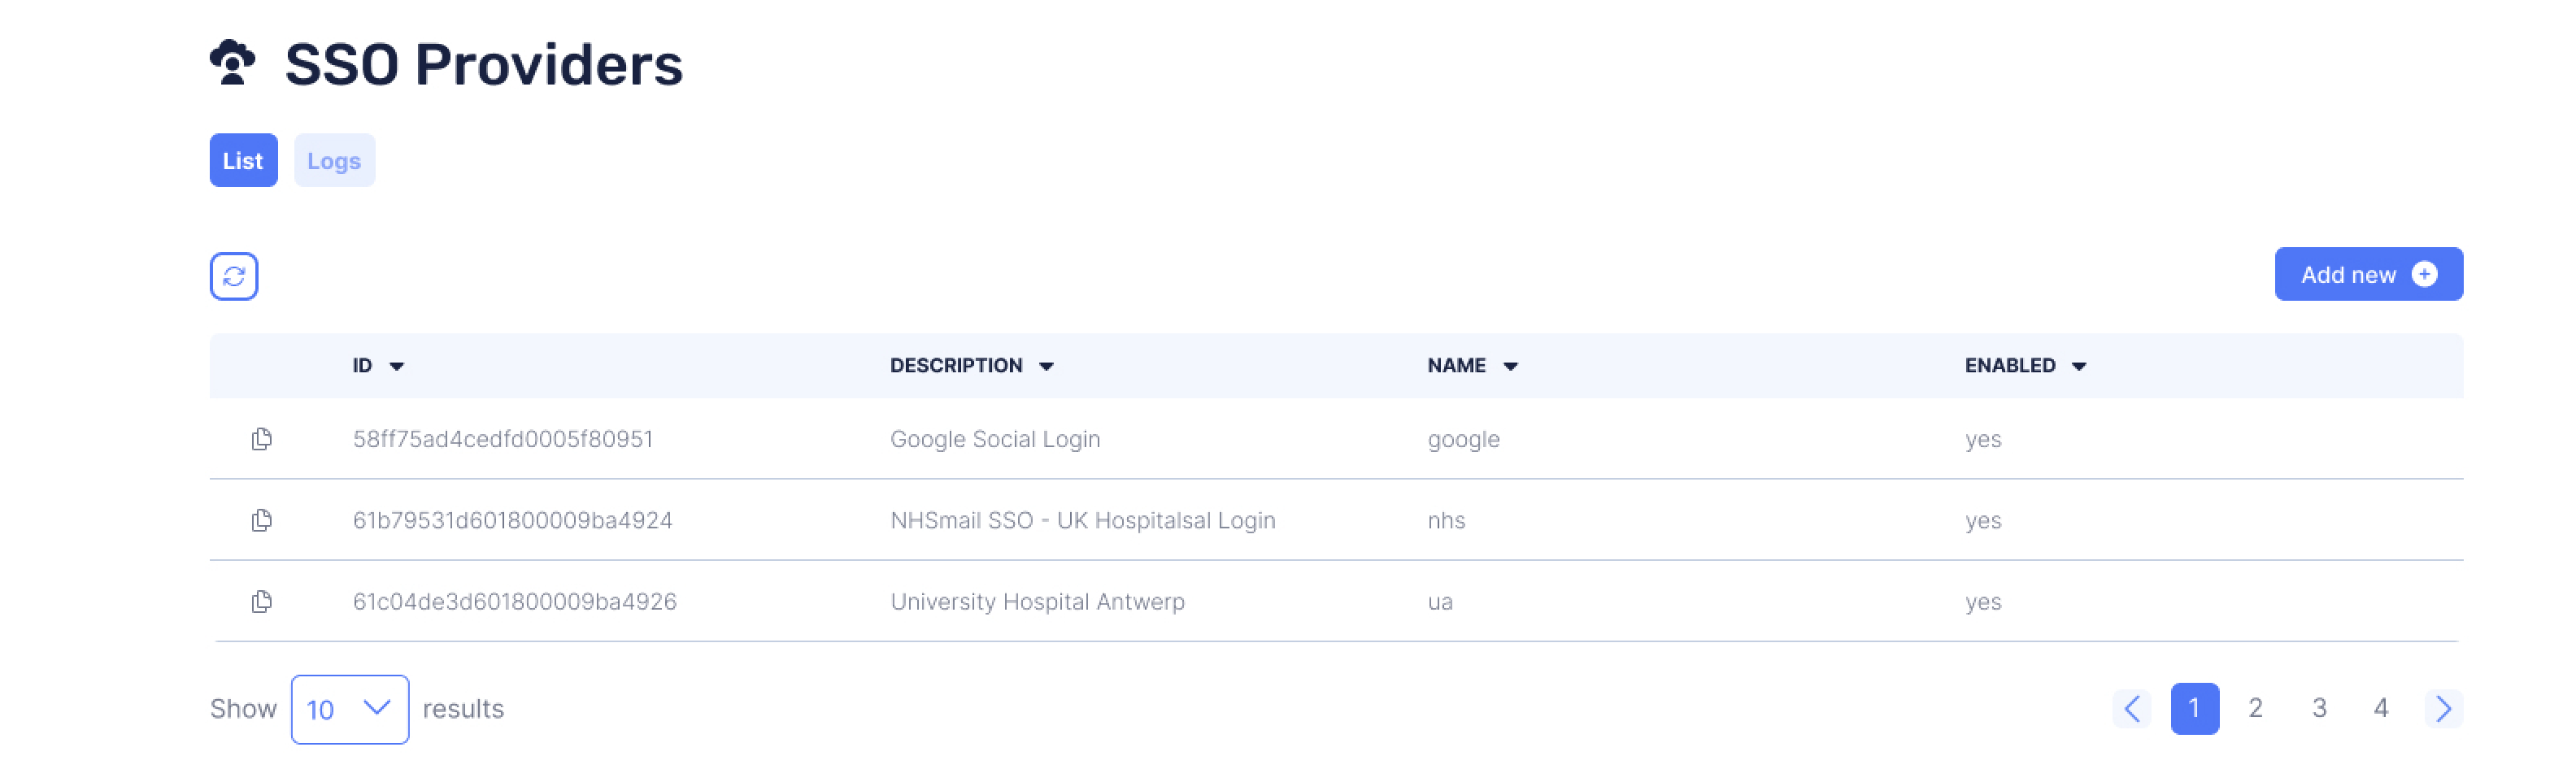 SSO Providers
List Logs
Add new
ID DESCRIPTION NAME ENABLED
58ff75ad4cedfd0005f80951 Google Social Login google yes
61b79531d601800009ba4924 NHSmail SSO - UK Hospitalsal Login nhs yes
61c04de3d601800009ba4926 University Hospital Antwerp ua yes
Show 10 results 1 2 3 4